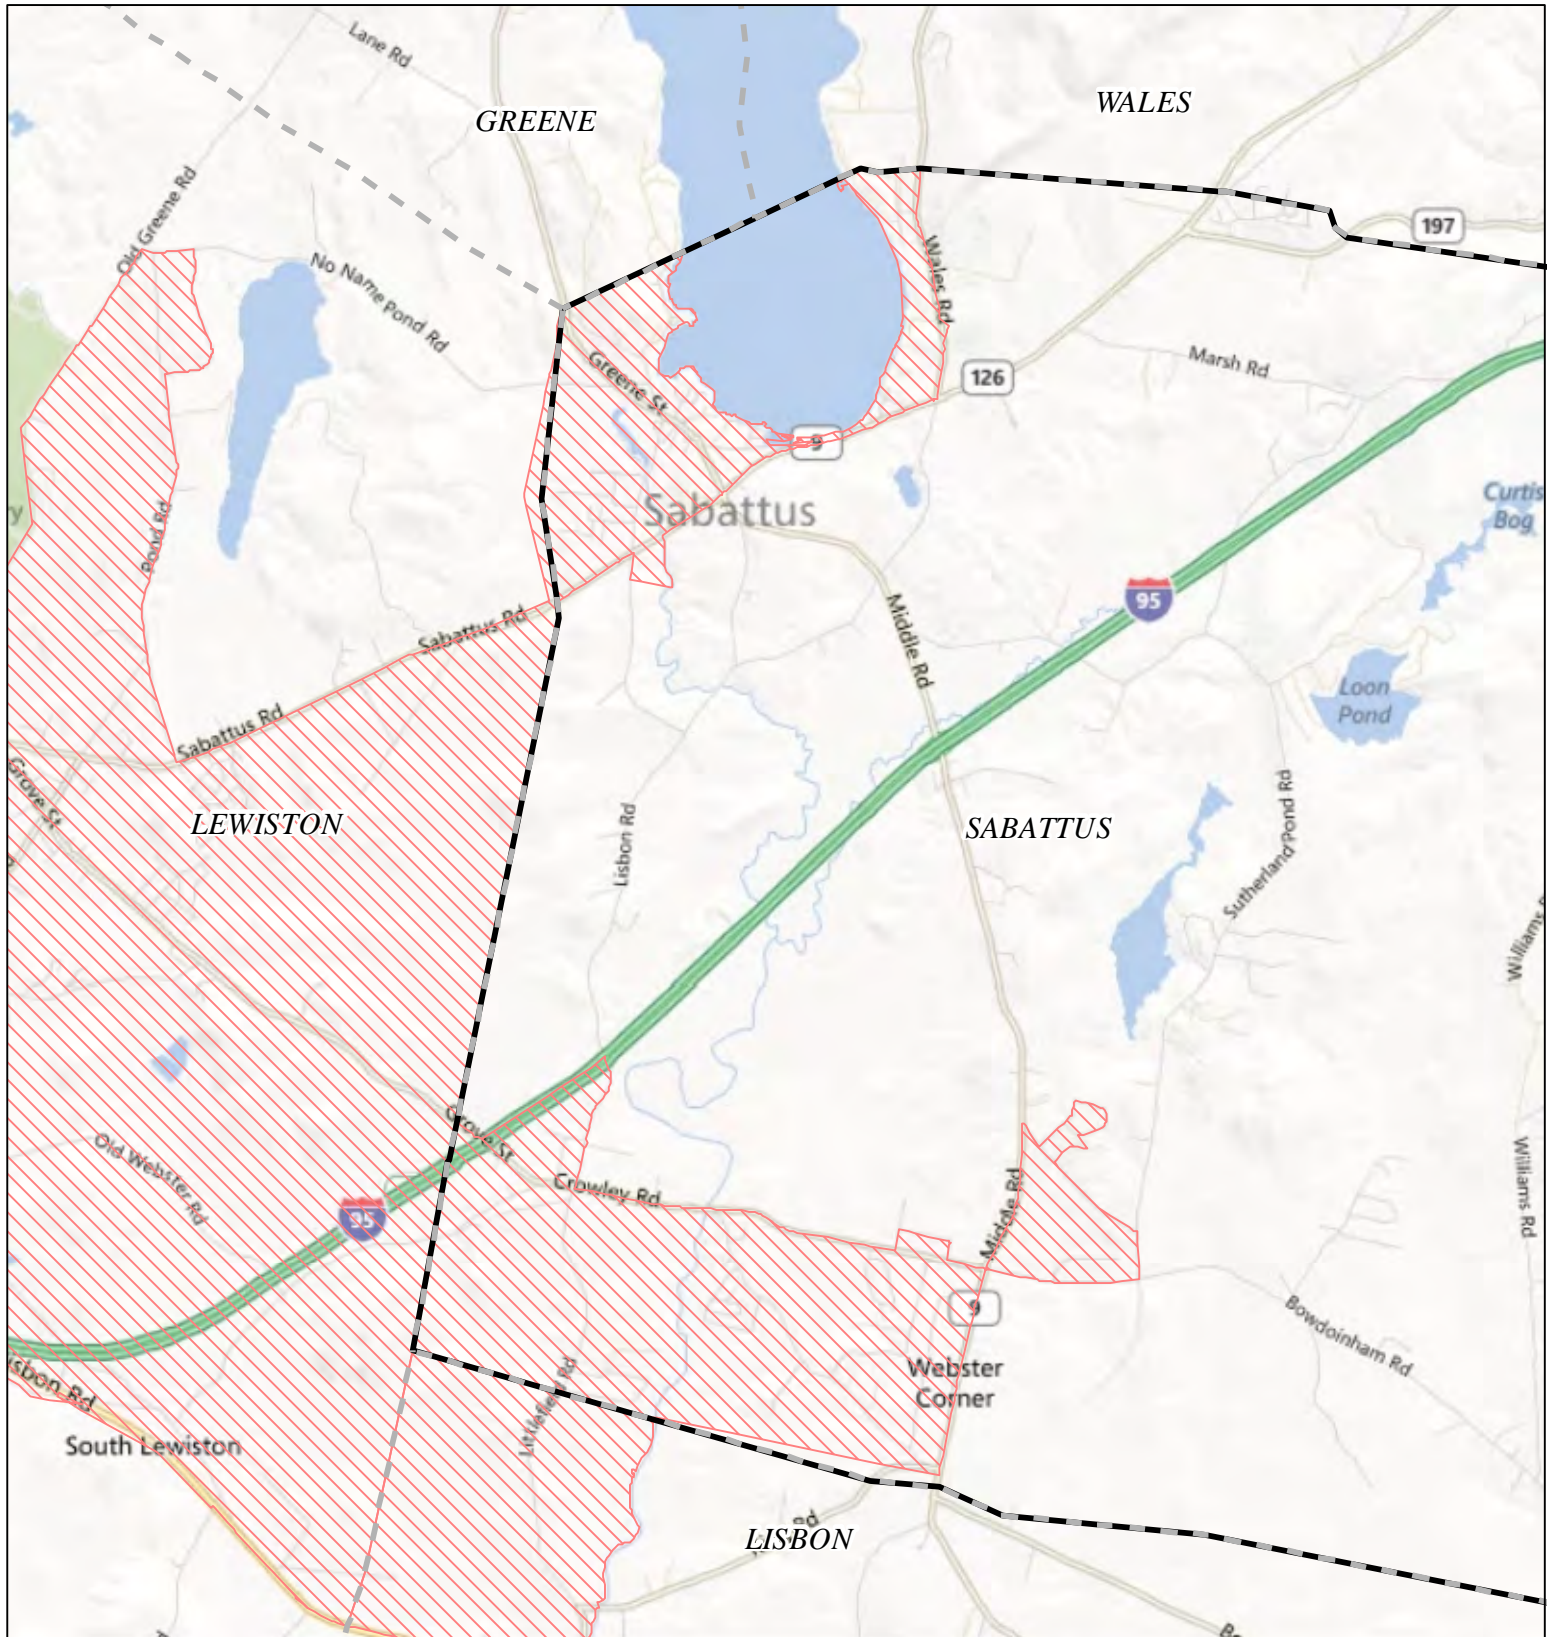 Lane Rd
GREENE
WALES
Old Greene Rd
No Name Pond Rd
Wales Rd
197
Greene St
126
Marsh Rd
9
Sabattus
Curtis
Bog
Pond Rd
95
Middle Rd
Sabattus Rd
Loon
Pond
Sabattus Rd
Grove St
LEWISTON
Lisbon Rd
SABATTUS
Sutherland Pond Rd
Williams
Grove St
Old Webster Rd
Crowley Rd
Middle Rd
Williams Rd
95
9
Bowdoinham Rd
Webster
Corner
isbon Rd
Littlefield Rd
South Lewiston
LISBON